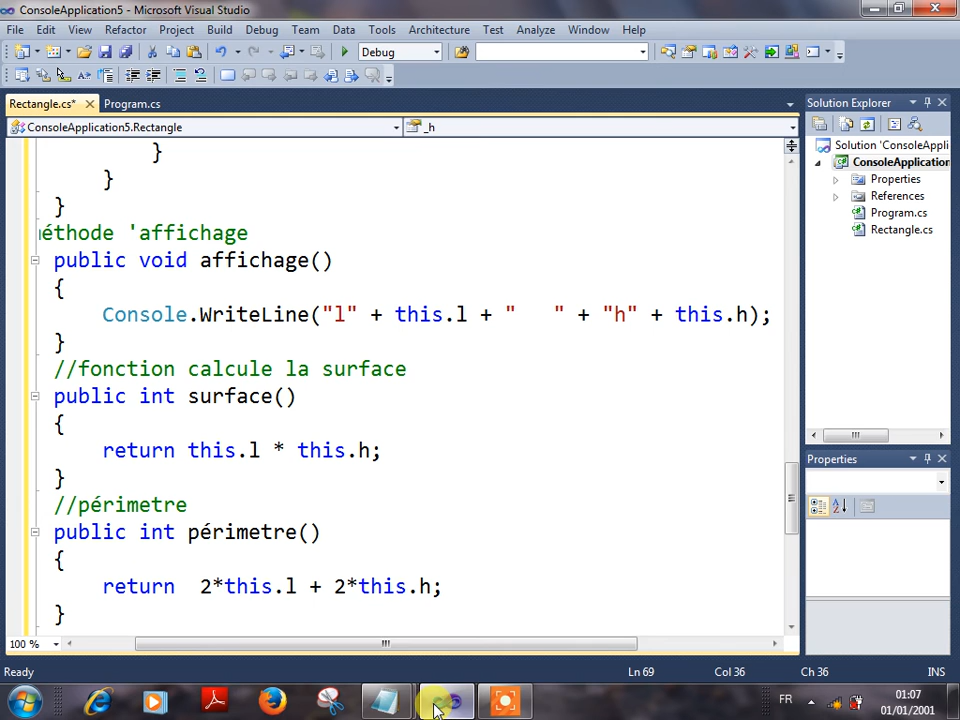 ConsoleApplication5 - Microsoft Visual Studio
File Edit View Refactor Project Build Debug Team Data Tools Architecture Test Analyze Window Help
Debug
Rectangle.cs* Program.cs
ConsoleApplication5.Rectangle _h
}
}
}
éthode 'affichage
public void affichage()
{
Console.WriteLine("l" + this.l + "   " + "h" + this.h);
}
//fonction calcule la surface
public int surface()
{
return this.l * this.h;
}
//périmetre
public int périmetre()
{
return  2*this.l + 2*this.h;
}
100 %
Solution Explorer
Solution 'ConsoleAppli
ConsoleApplication
Properties
References
Program.cs
Rectangle.cs
Properties
Ready Ln 69 Col 36 Ch 36 INS
FR 01:07
01/01/2001